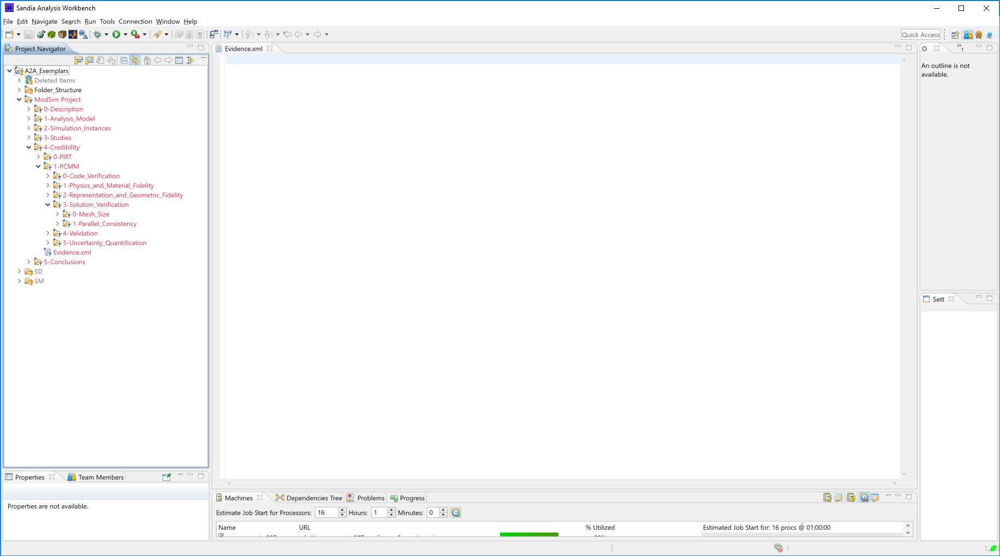 Sandia Analysis Workbench
File Edit Navigate Search Run Tools Connection Window Help
Quick Access
Project Navigator
A2A_Exemplars
Deleted Items
Folder_Structure
ModSim Project
0-Description
1-Analysis_Model
2-Simulation_Instances
3-Studies
4-Credibility
0-PIRT
1-PCMM
0-Code_Verification
1-Physics_and_Material_Fidelity
2-Representation_and_Geometric_Fidelity
3-Solution_Verification
0-Mesh_Size
1-Parallel_Consistency
4-Validation
5-Uncertainty_Quantification
Evidence.xml
5-Conclusions
SD
SM
Properties Team Members
Properties are not available.
Evidence.xml
Machines Dependencies Tree Problems Progress
Estimate Job Start for Processors: 16 Hours: 1 Minutes: 0
Name URL % Utilized Estimated Job Start for: 16 procs @ 01:00:00
O
1
An outline is not
available.
Sett